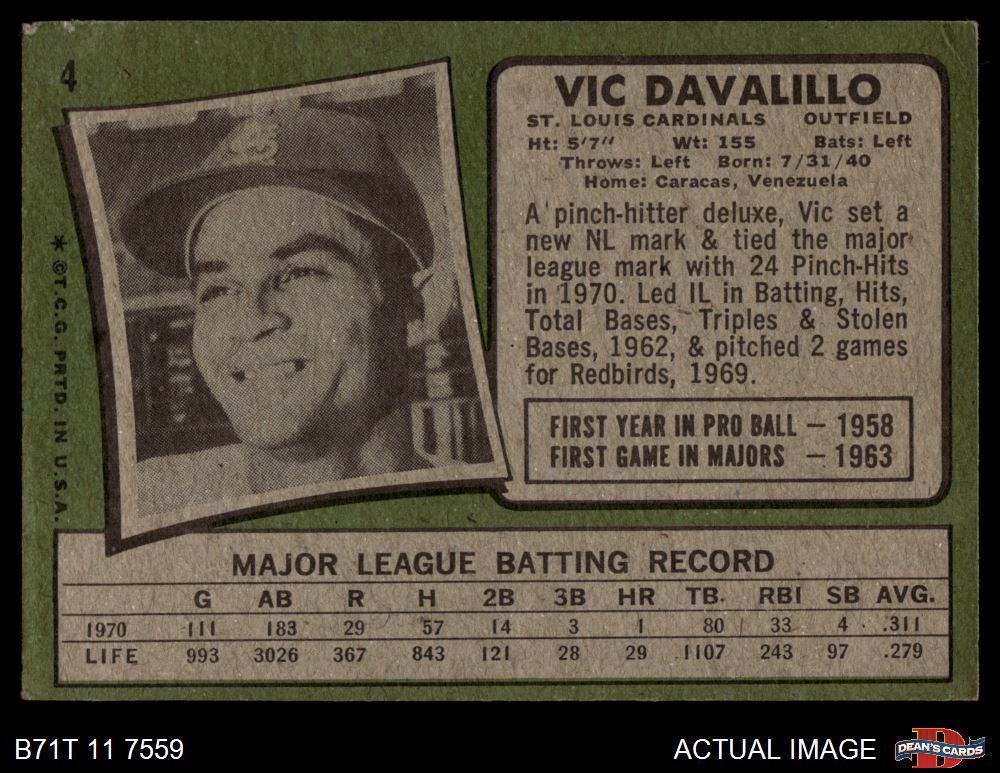 4
VIC DAVALILLO
ST. LOUIS CARDINALS OUTFIELD
Ht: 5'7" Wt: 155 Bats: Left
Throws: Left Born: 7/31/40
Home: Caracas, Venezuela
A pinch-hitter deluxe, Vic set a
new NL mark & tied the major
league mark with 24 Pinch-Hits
in 1970. Led IL in Batting, Hits,
Total Bases, Triples & Stolen
Bases, 1962, & pitched 2 games
for Redbirds, 1969.
FIRST YEAR IN PRO BALL — 1958
FIRST GAME IN MAJORS — 1963
* ©T.C.G. PRTD. IN U.S.A.
MAJOR LEAGUE BATTING RECORD
G AB R H 2B 3B HR TB. RBI SB AVG.
1970 111 183 29 57 14 3 1 80 33 4 .311
LIFE 993 3026 367 843 121 28 29 1107 243 97 .279
B71T 11 7559
ACTUAL IMAGE
DEAN'S CARDS